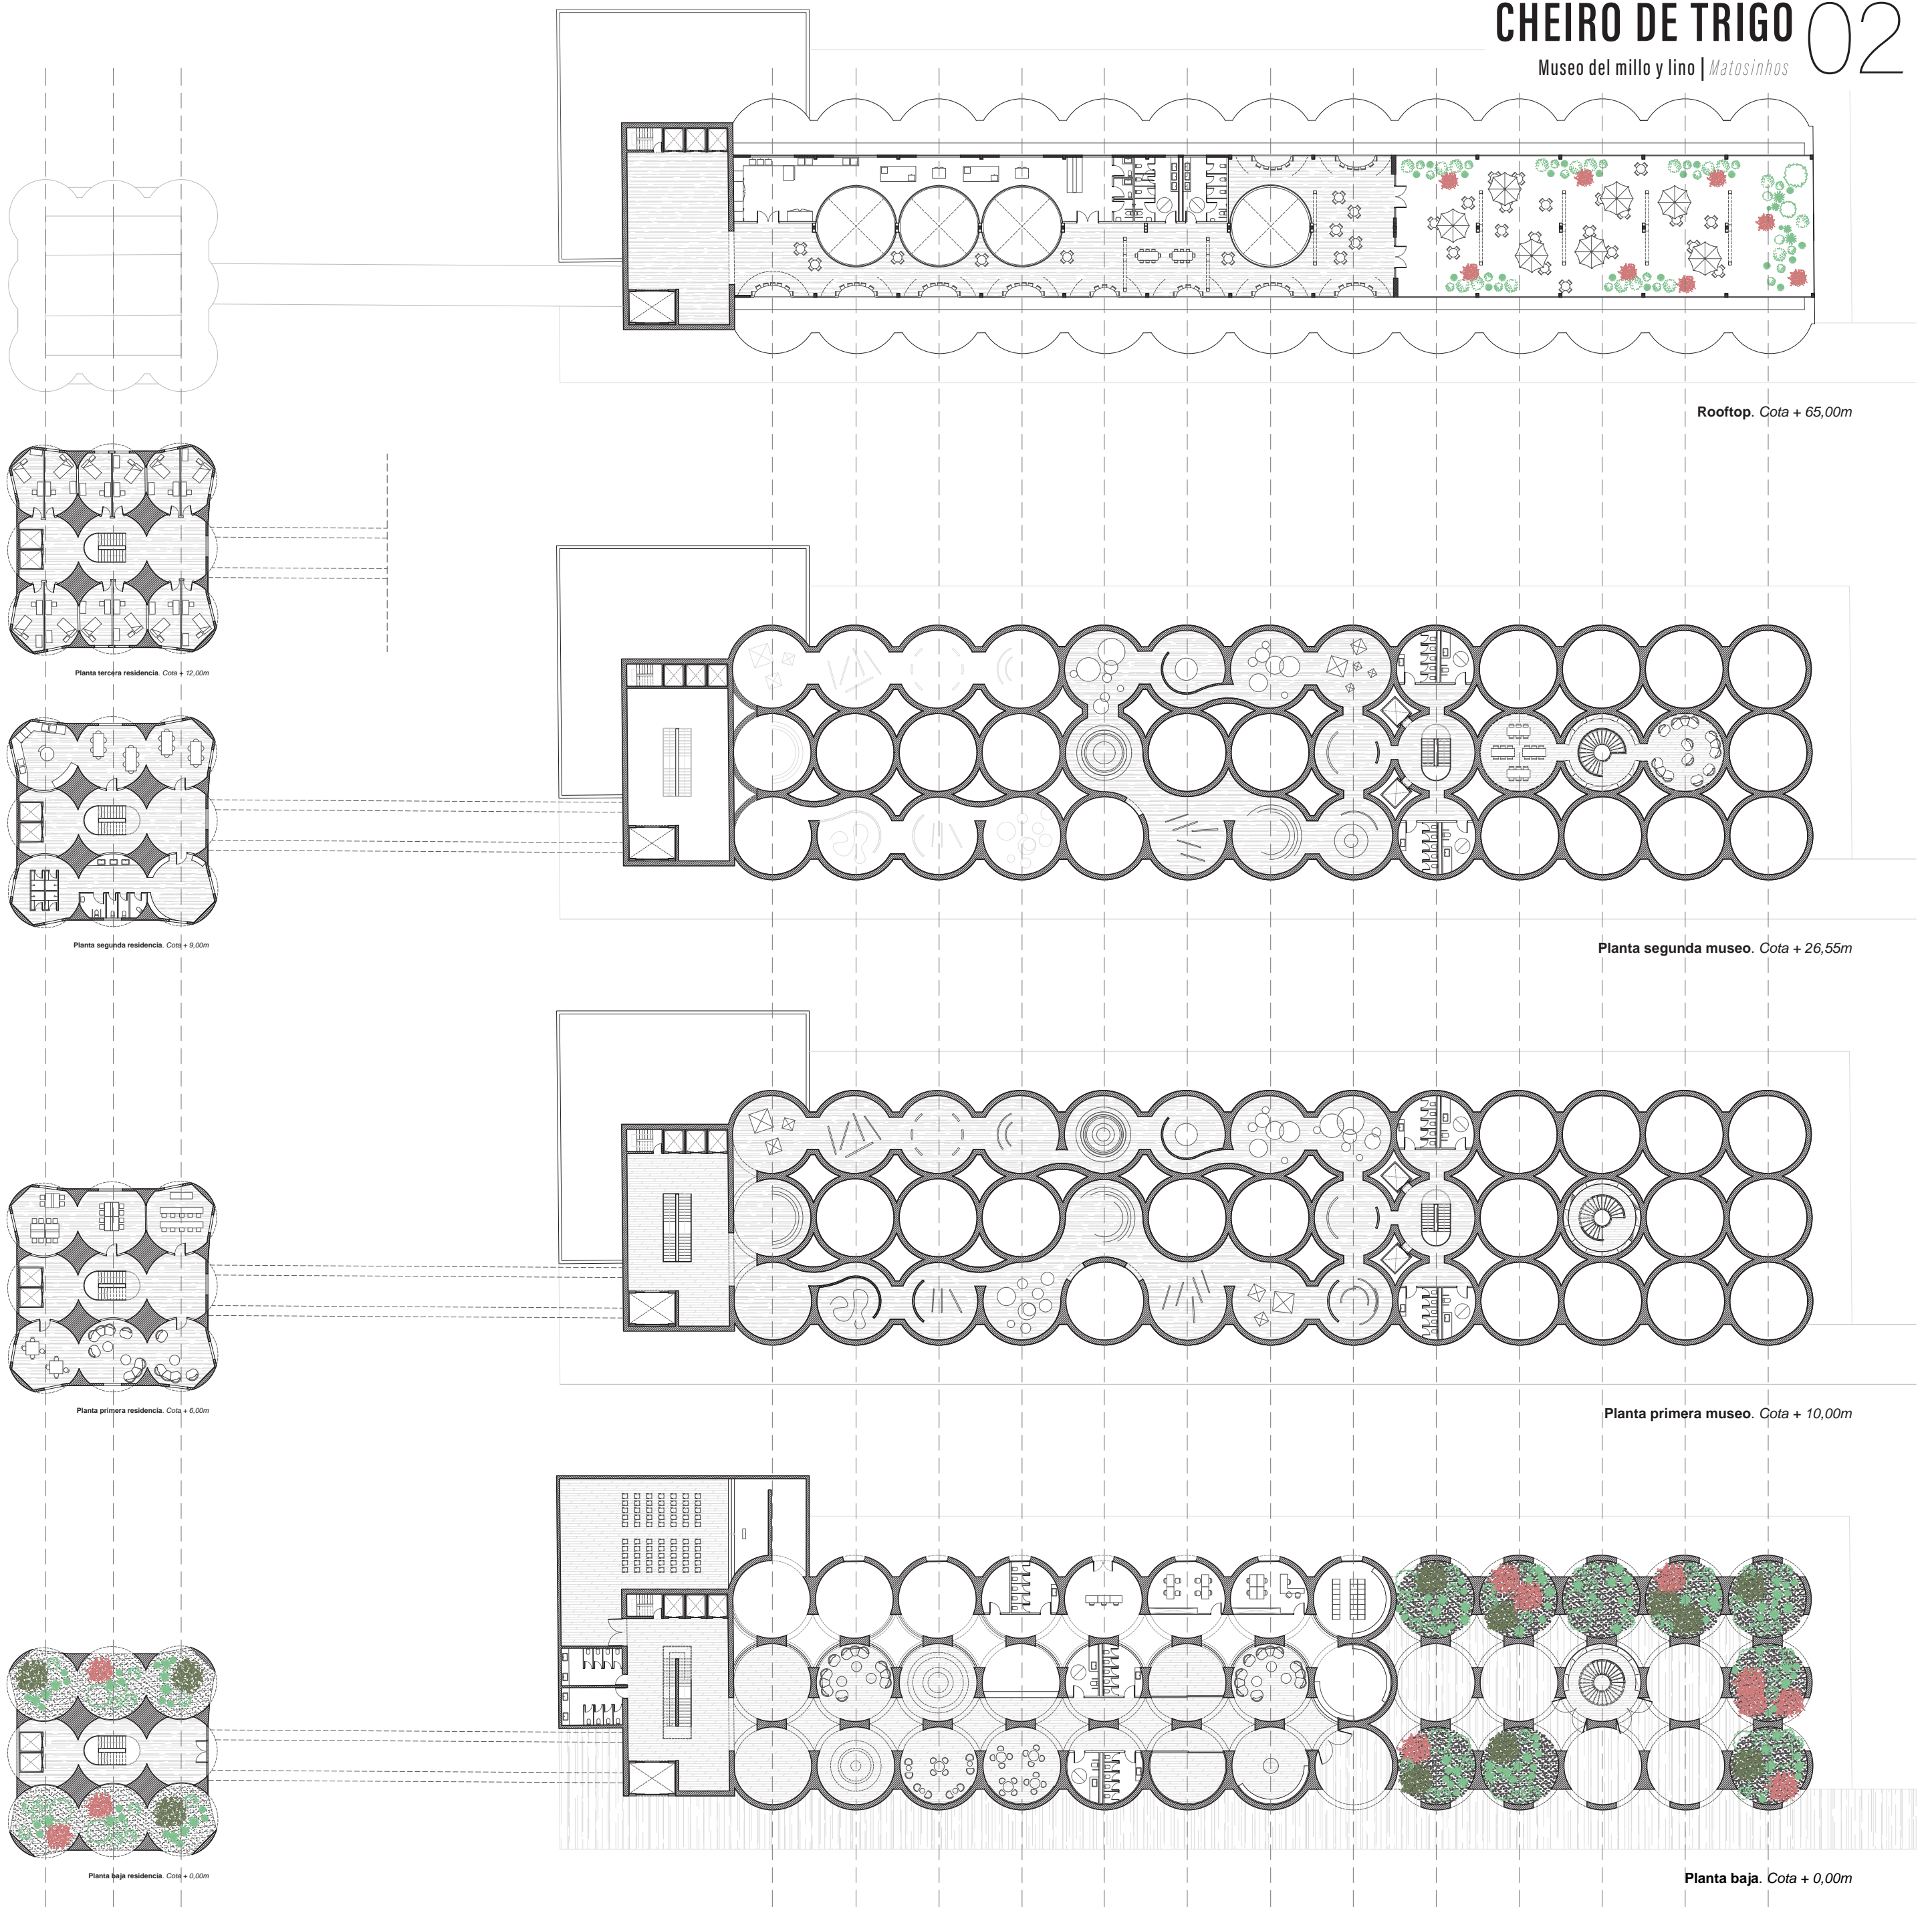 CHEIRO DE TRIGO 02
Museo del millo y lino | Matosinhos
Rooftop. Cota + 65,00m
Planta tercera residencia. Cota + 12,00m
Planta segunda residencia. Cota + 9,00m
Planta segunda museo. Cota + 26,55m
Planta primera residencia. Cota + 6,00m
Planta primera museo. Cota + 10,00m
Planta baja residencia. Cota + 0,00m
Planta baja. Cota + 0,00m